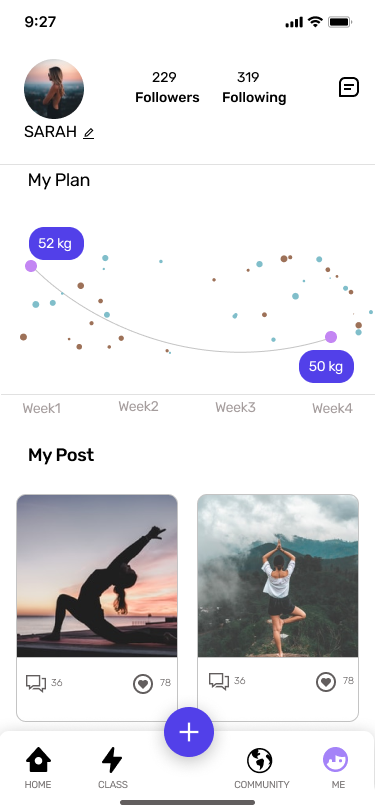 9:27
229 319
Followers Following
SARAH
My Plan
52 kg
50 kg
Week1 Week2 Week3 Week4
My Post
36 78 36 78
HOME CLASS COMMUNITY ME